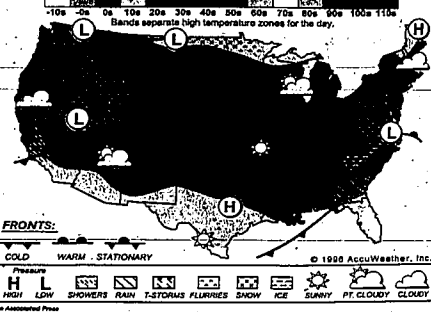 -10s -0s 0s 10s 20s 30s 40s 50s 60s 70s 80s 90s 100s 110s
Bands separate high temperature zones for the day.
L
L
H
L
L
H
FRONTS:
COLD WARM STATIONARY
© 1996 AccuWeather, Inc.
Pressure
H L
HIGH LOW SHOWERS RAIN T-STORMS FLURRIES SNOW ICE SUNNY PT. CLOUDY CLOUDY
Associated Press